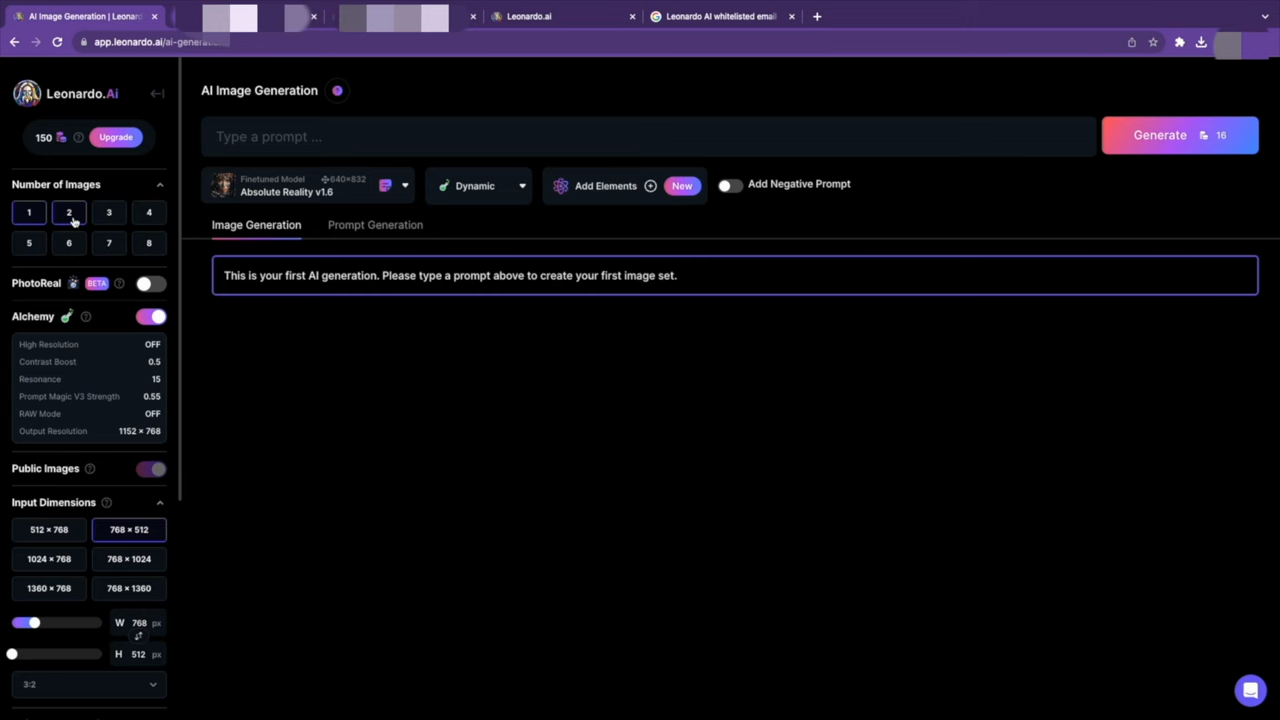 AI Image Generation | Leonard
Leonardo.ai
Leonardo AI whitelisted email
app.leonardo.ai/ai-generation
Leonardo.Ai
150
Upgrade
Number of Images
1 2 3 4
5 6 7 8
PhotoReal BETA
Alchemy
High Resolution OFF
Contrast Boost 0.5
Resonance 15
Prompt Magic V3 Strength 0.55
RAW Mode OFF
Output Resolution 1152 × 768
Public Images
Input Dimensions
512 × 768 768 × 512
1024 × 768 768 × 1024
1360 × 768 768 × 1360
W 768 px
H 512 px
3:2
AI Image Generation
Type a prompt ...
Generate 16
Finetuned Model 640×832
Absolute Reality v1.6
Dynamic
Add Elements New
Add Negative Prompt
Image Generation Prompt Generation
This is your first AI generation. Please type a prompt above to create your first image set.